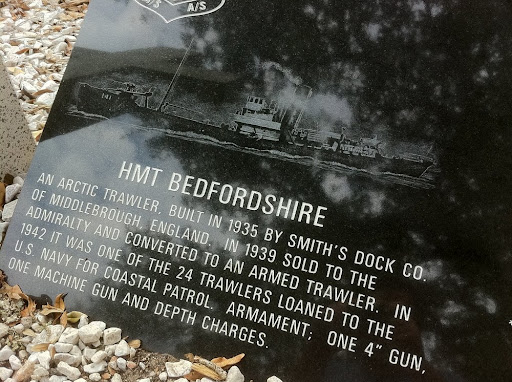 A/S
A/S
HMT BEDFORDSHIRE
AN ARCTIC TRAWLER, BUILT IN 1935 BY SMITH'S DOCK CO.
OF MIDDLEBROUGH, ENGLAND. IN 1939 SOLD TO THE
ADMIRALTY AND CONVERTED TO AN ARMED TRAWLER. IN
1942 IT WAS ONE OF THE 24 TRAWLERS LOANED TO THE
U.S. NAVY FOR COASTAL PATROL. ARMAMENT; ONE 4" GUN,
ONE MACHINE GUN AND DEPTH CHARGES.